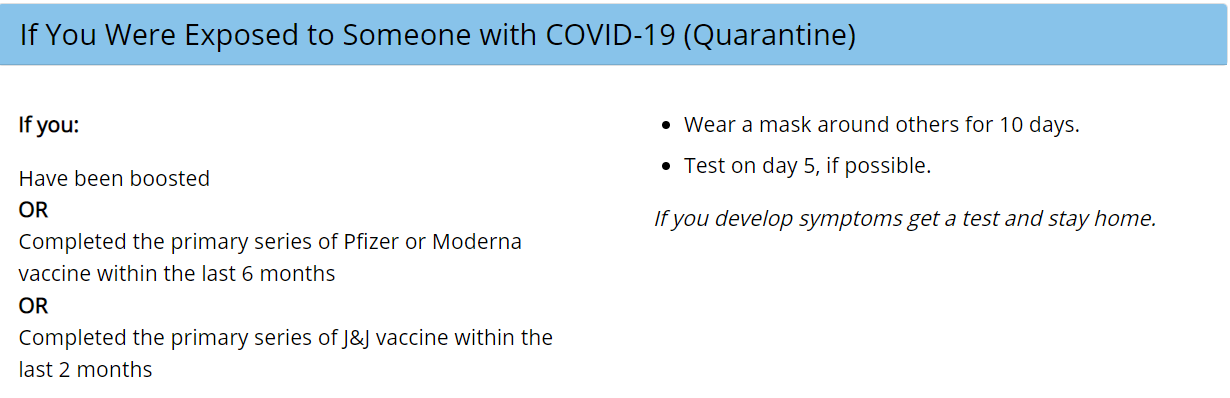 If You Were Exposed to Someone with COVID-19 (Quarantine)
If you:
Have been boosted
OR
Completed the primary series of Pfizer or Moderna
vaccine within the last 6 months
OR
Completed the primary series of J&J vaccine within the
last 2 months
• Wear a mask around others for 10 days.
• Test on day 5, if possible.
If you develop symptoms get a test and stay home.